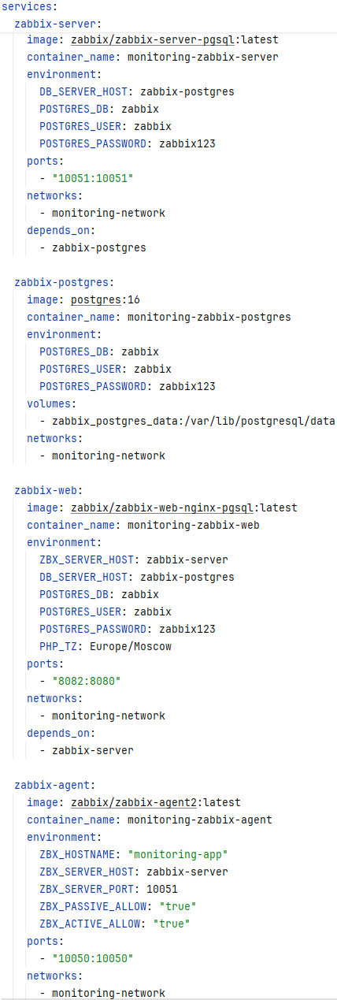 services:
  zabbix-server:
    image: zabbix/zabbix-server-pgsql:latest
    container_name: monitoring-zabbix-server
    environment:
      DB_SERVER_HOST: zabbix-postgres
      POSTGRES_DB: zabbix
      POSTGRES_USER: zabbix
      POSTGRES_PASSWORD: zabbix123
    ports:
      - "10051:10051"
    networks:
      - monitoring-network
    depends_on:
      - zabbix-postgres

  zabbix-postgres:
    image: postgres:16
    container_name: monitoring-zabbix-postgres
    environment:
      POSTGRES_DB: zabbix
      POSTGRES_USER: zabbix
      POSTGRES_PASSWORD: zabbix123
    volumes:
      - zabbix_postgres_data:/var/lib/postgresql/data
    networks:
      - monitoring-network

  zabbix-web:
    image: zabbix/zabbix-web-nginx-pgsql:latest
    container_name: monitoring-zabbix-web
    environment:
      ZBX_SERVER_HOST: zabbix-server
      DB_SERVER_HOST: zabbix-postgres
      POSTGRES_DB: zabbix
      POSTGRES_USER: zabbix
      POSTGRES_PASSWORD: zabbix123
      PHP_TZ: Europe/Moscow
    ports:
      - "8082:8080"
    networks:
      - monitoring-network
    depends_on:
      - zabbix-server

  zabbix-agent:
    image: zabbix/zabbix-agent2:latest
    container_name: monitoring-zabbix-agent
    environment:
      ZBX_HOSTNAME: "monitoring-app"
      ZBX_SERVER_HOST: zabbix-server
      ZBX_SERVER_PORT: 10051
      ZBX_PASSIVE_ALLOW: "true"
      ZBX_ACTIVE_ALLOW: "true"
    ports:
      - "10050:10050"
    networks:
      - monitoring-network